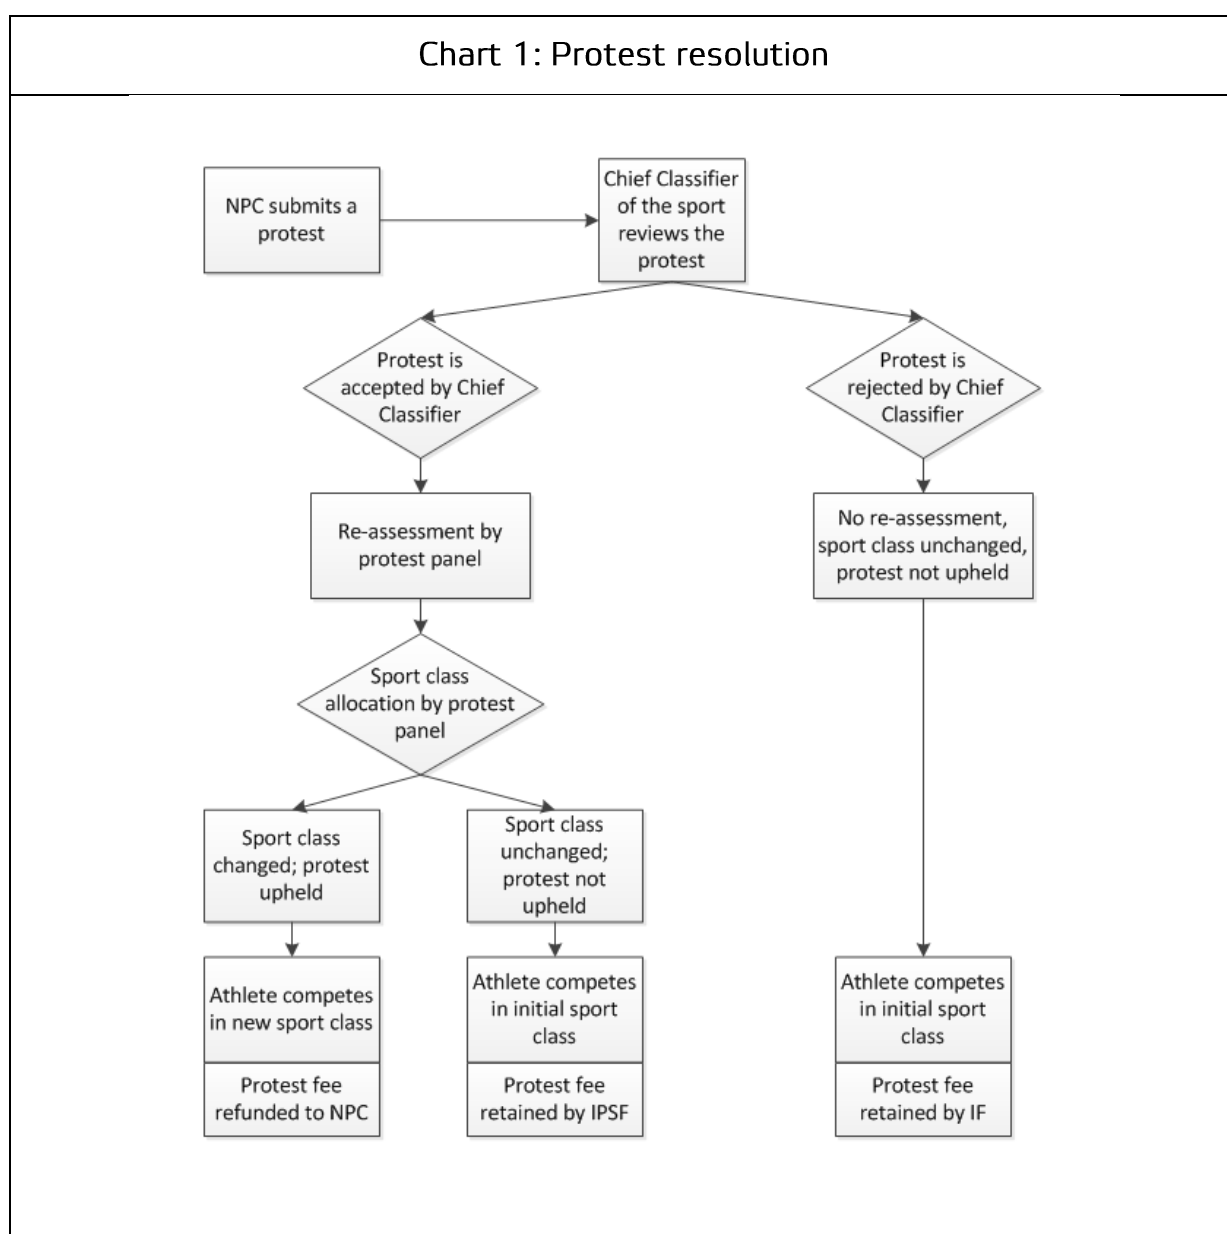 Chart 1: Protest resolution
NPC submits a
protest
Chief Classifier
of the sport
reviews the
protest
Protest is
accepted by Chief
Classifier
Protest is
rejected by Chief
Classifier
Re-assessment by
protest panel
No re-assessment,
sport class unchanged,
protest not upheld
Sport class
allocation by protest
panel
Sport class
changed; protest
upheld
Sport class
unchanged;
protest not
upheld
Athlete competes
in new sport class
Protest fee
refunded to NPC
Athlete competes
in initial sport
class
Protest fee
retained by IPSF
Athlete competes
in initial sport
class
Protest fee
retained by IF